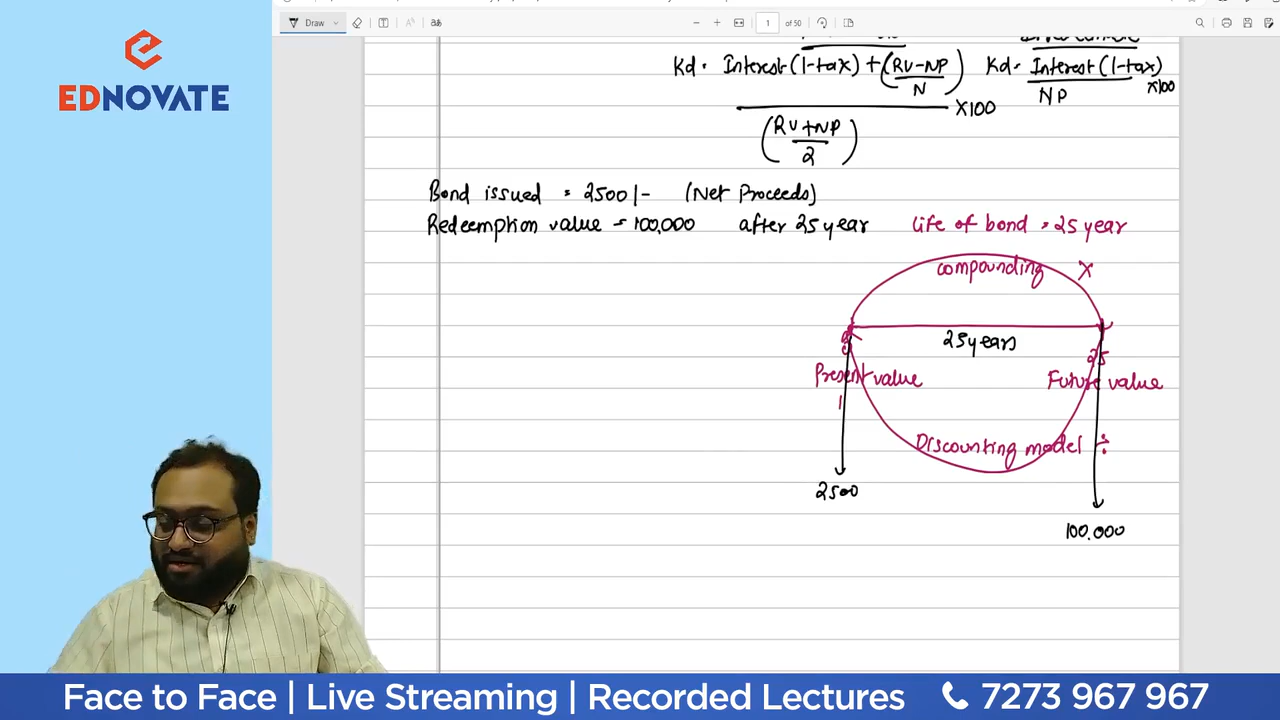 Draw
1 of 50
EDNOVATE
Kd = Interest (1-tax) + (RV-NP / N)
(RV+NP / 2) X100
Kd = Interest (1-tax)
NP X100
Bond issued = 2500/- (Net Proceeds)
Redemption value = 100,000 after 25 year Life of bond = 25 year
compounding X
25 years
0 25
Present value Future value
1
Discounting model ÷
2500
100,000
Face to Face | Live Streaming | Recorded Lectures 7273 967 967